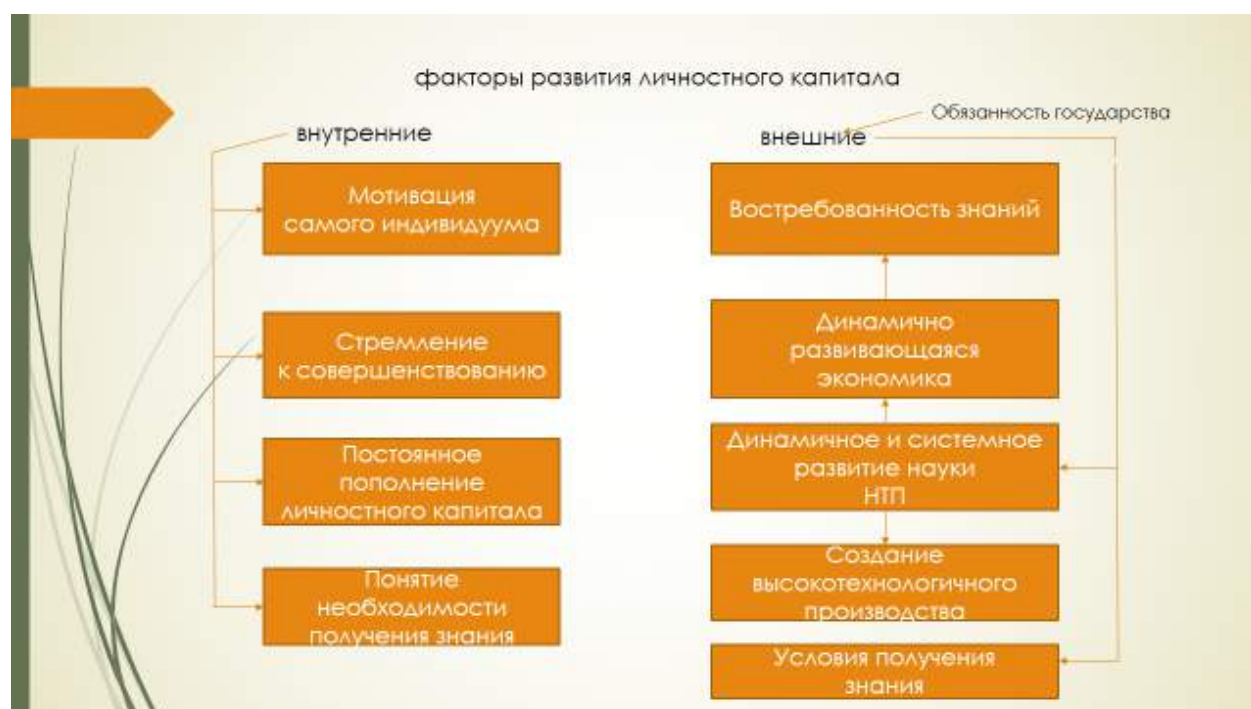 факторы развития личностного капитала
Обязанность государства
внутренние
внешние
Мотивация
самого индивидуума
Стремление
к совершенствованию
Постоянное
пополнение
личностного капитала
Понятие
необходимости
получения знания
Востребованность знаний
Динамично
развивающаяся
экономика
Динамичное и системное
развитие науки
НТП
Создание
высокотехнологичного
производства
Условия получения
знания